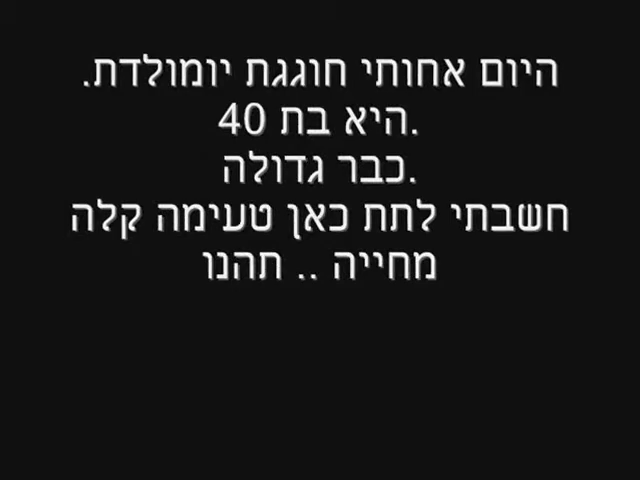 היום אחותי חוגגת יומולדת.
.היא בת 40
.כבר גדולה
חשבתי לתת כאן טעימה קלה
מחייה .. תהנו